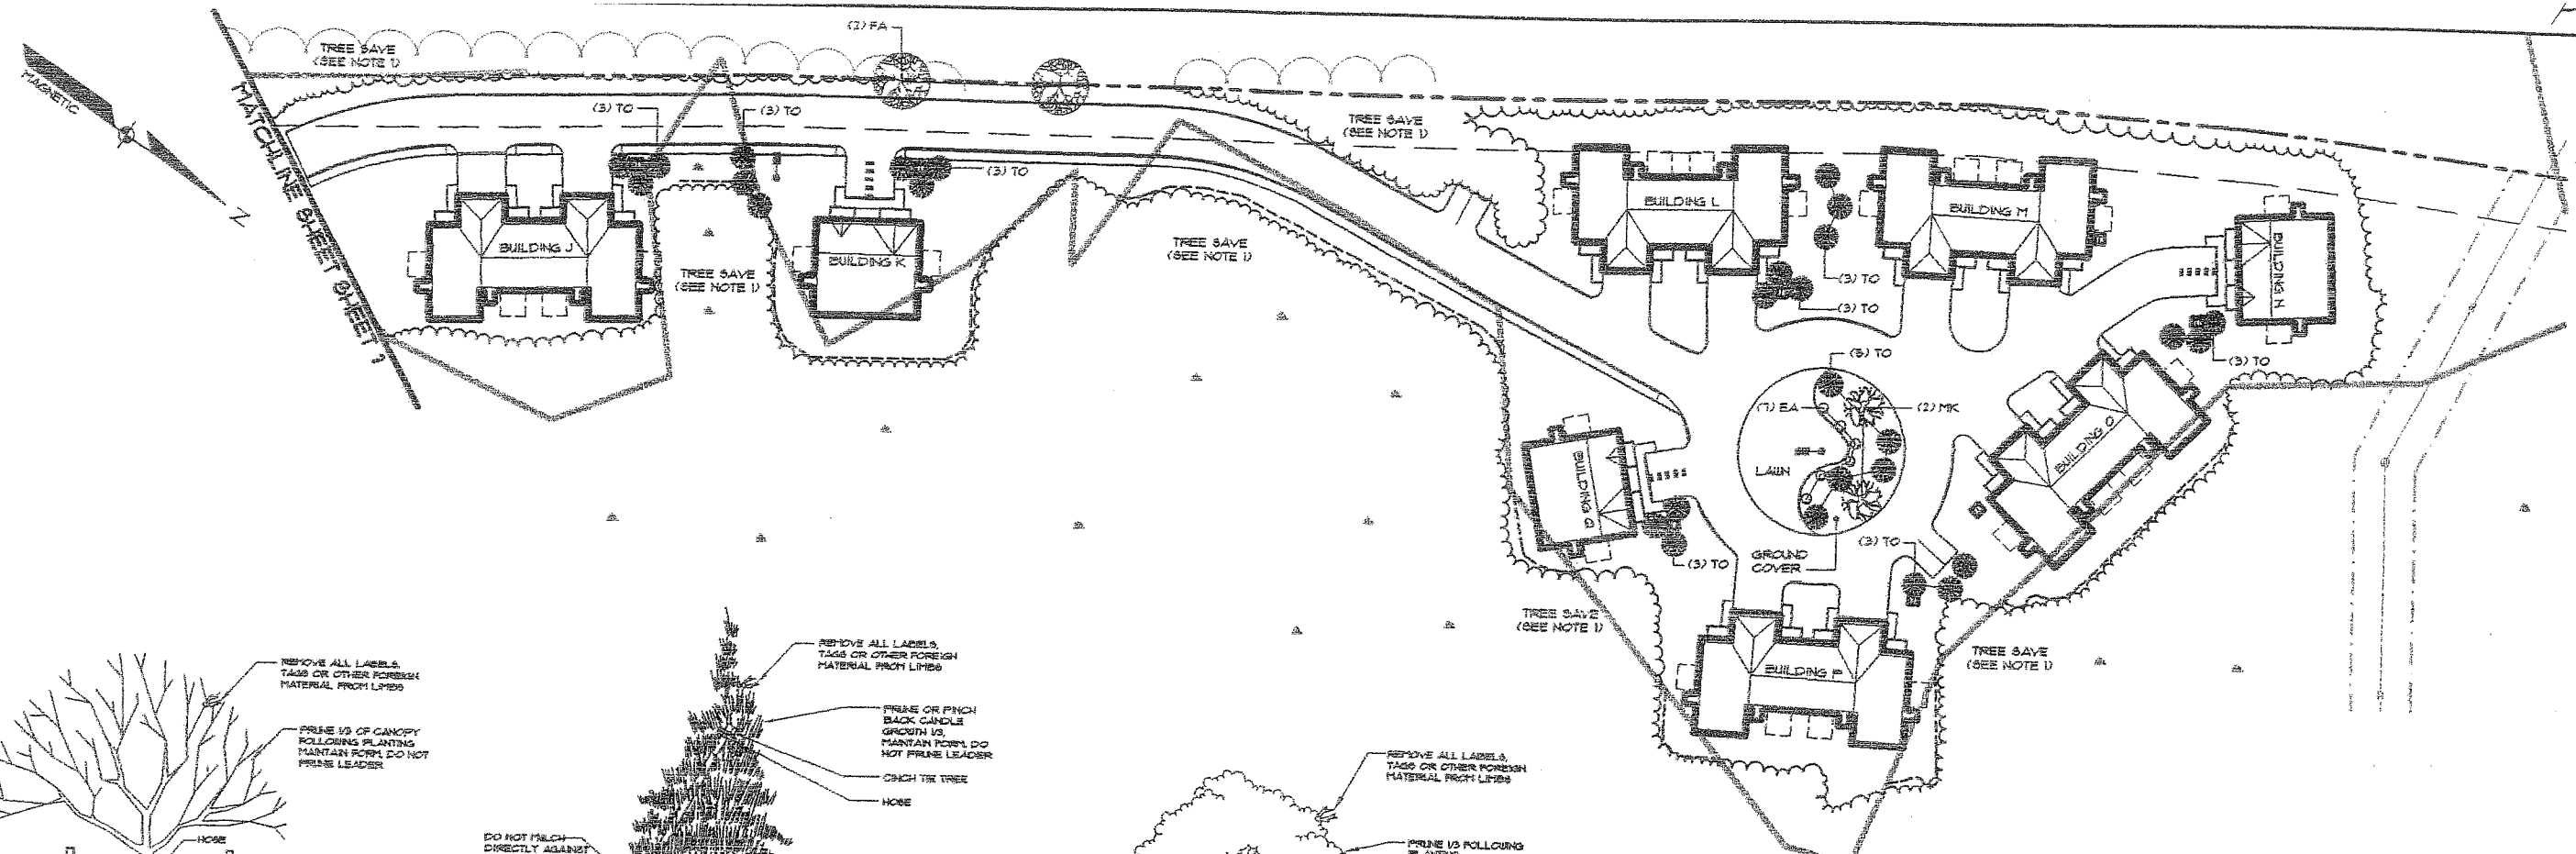 (2) FA
TREE SAVE
(SEE NOTE 1)
MAGNETIC
N
MATCHLINE SHEET SHEET 1
(3) TO
(3) TO
(3) TO
TREE SAVE
(SEE NOTE 1)
BUILDING J
BUILDING K
BUILDING L
BUILDING M
BUILDING N
TREE SAVE
(SEE NOTE 1)
TREE SAVE
(SEE NOTE 1)
(3) TO
(3) TO
(3) TO
(5) TO
(7) EA
(2) MK
LAWN
BUILDING O
BUILDING Q
GROUND
COVER
(3) TO
(3) TO
TREE SAVE
(SEE NOTE 1)
BUILDING P
TREE SAVE
(SEE NOTE 1)
REMOVE ALL LABELS,
TAGS OR OTHER FOREIGN
MATERIAL FROM LIMBS
PRUNE 1/3 OF CANOPY
FOLLOWING PLANTING
MAINTAIN FORM, DO NOT
PRUNE LEADER
HOSE
REMOVE ALL LABELS,
TAGS OR OTHER FOREIGN
MATERIAL FROM LIMBS
PRUNE OR PINCH
BACK CANDLE
GROWTH 1/3,
MAINTAIN FORM, DO
NOT PRUNE LEADER
CINCH TIE TREE
HOSE
DO NOT MULCH
DIRECTLY AGAINST
REMOVE ALL LABELS,
TAGS OR OTHER FOREIGN
MATERIAL FROM LIMBS
PRUNE 1/3 FOLLOWING